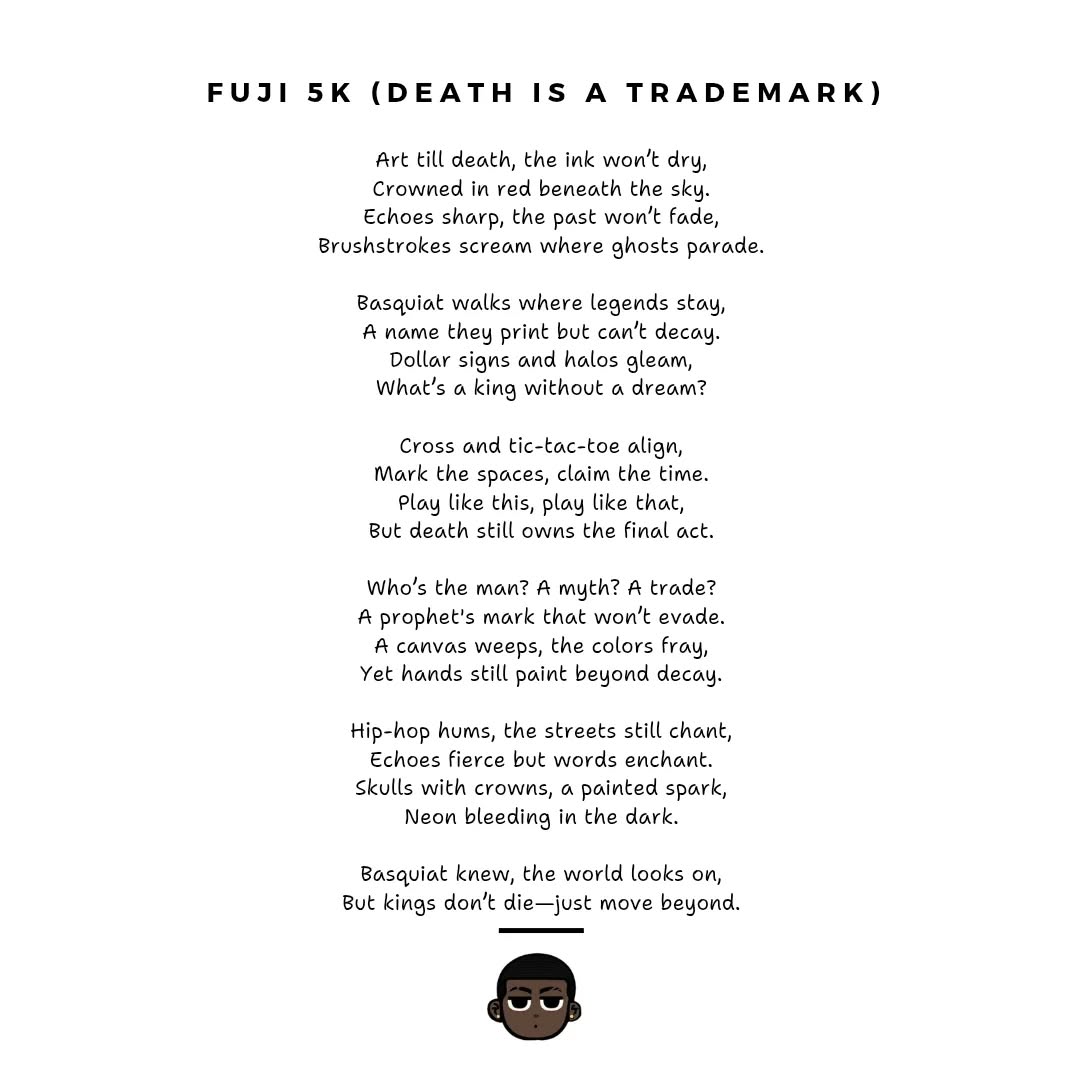 FUJI 5K (DEATH IS A TRADEMARK)
Art till death, the ink won’t dry,
Crowned in red beneath the sky.
Echoes sharp, the past won’t fade,
Brushstrokes scream where ghosts parade.
Basquiat walks where legends stay,
A name they print but can’t decay.
Dollar signs and halos gleam,
What’s a king without a dream?
Cross and tic-tac-toe align,
Mark the spaces, claim the time.
Play like this, play like that,
But death still owns the final act.
Who’s the man? A myth? A trade?
A prophet's mark that won’t evade.
A canvas weeps, the colors fray,
Yet hands still paint beyond decay.
Hip-hop hums, the streets still chant,
Echoes fierce but words enchant.
Skulls with crowns, a painted spark,
Neon bleeding in the dark.
Basquiat knew, the world looks on,
But kings don’t die—just move beyond.